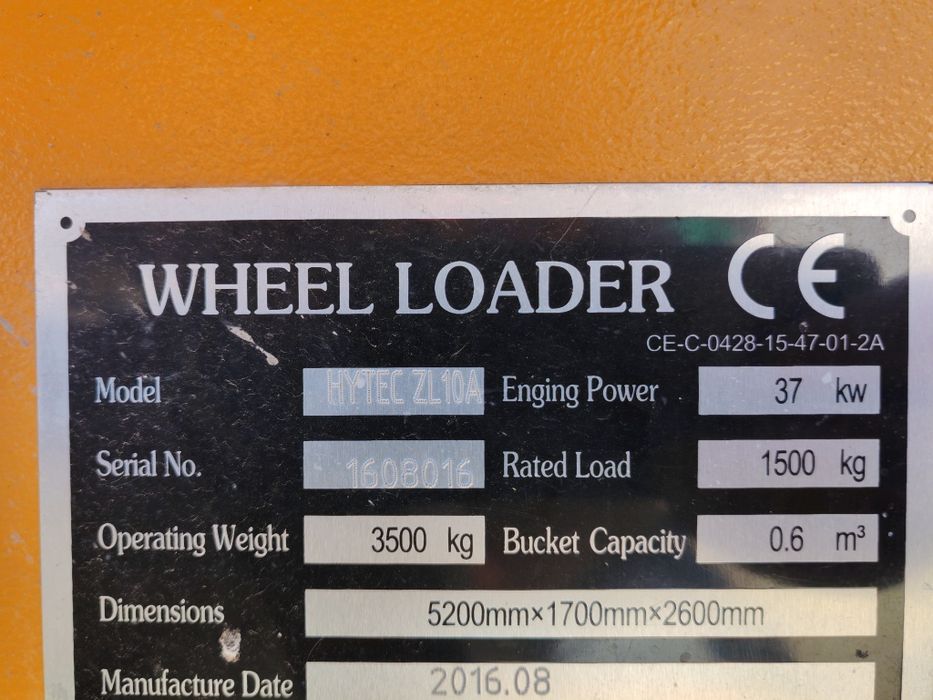 WHEEL LOADER CE
CE-C-0428-15-47-01-2A
Model HYTEC ZL10A Enging Power 37 kw
Serial No. 1608016 Rated Load 1500 kg
Operating Weight 3500 kg Bucket Capacity 0.6 m³
Dimensions 5200mm×1700mm×2600mm
Manufacture Date 2016.08